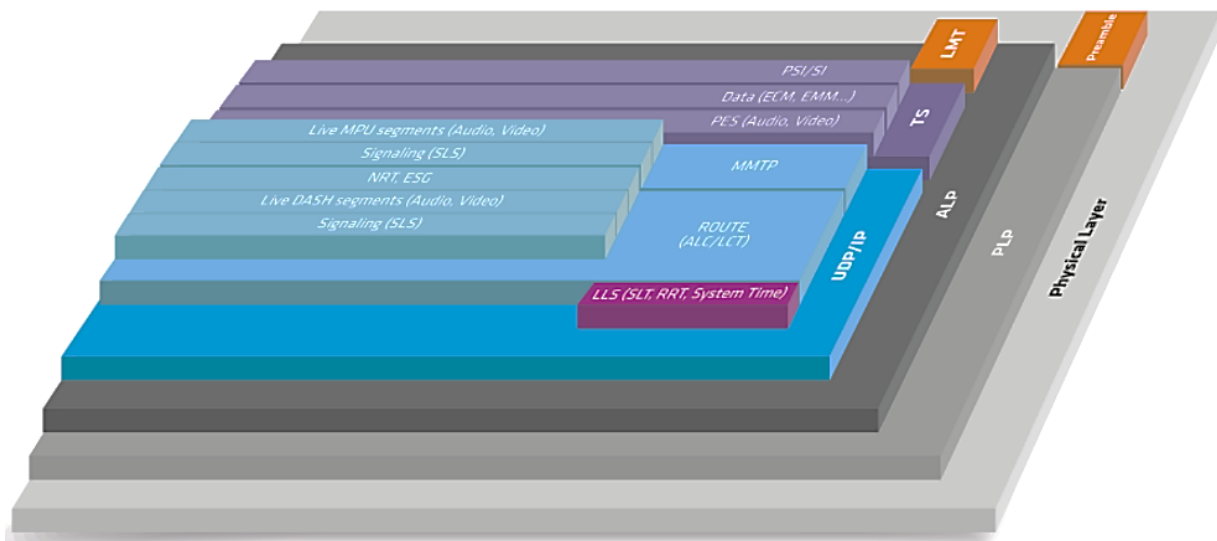 LMT
Preamble
PSI/SI
Data (ECM, EMM...)
PES (Audio, Video)
TS
Live MPU segments (Audio, Video)
Signaling (SLS)
NRT, ESG
Live DASH segments (Audio, Video)
Signaling (SLS)
MMTP
ROUTE
(ALC/LCT)
LLS (SLT, RRT, System Time)
UDP/IP
ALP
PLP
Physical Layer